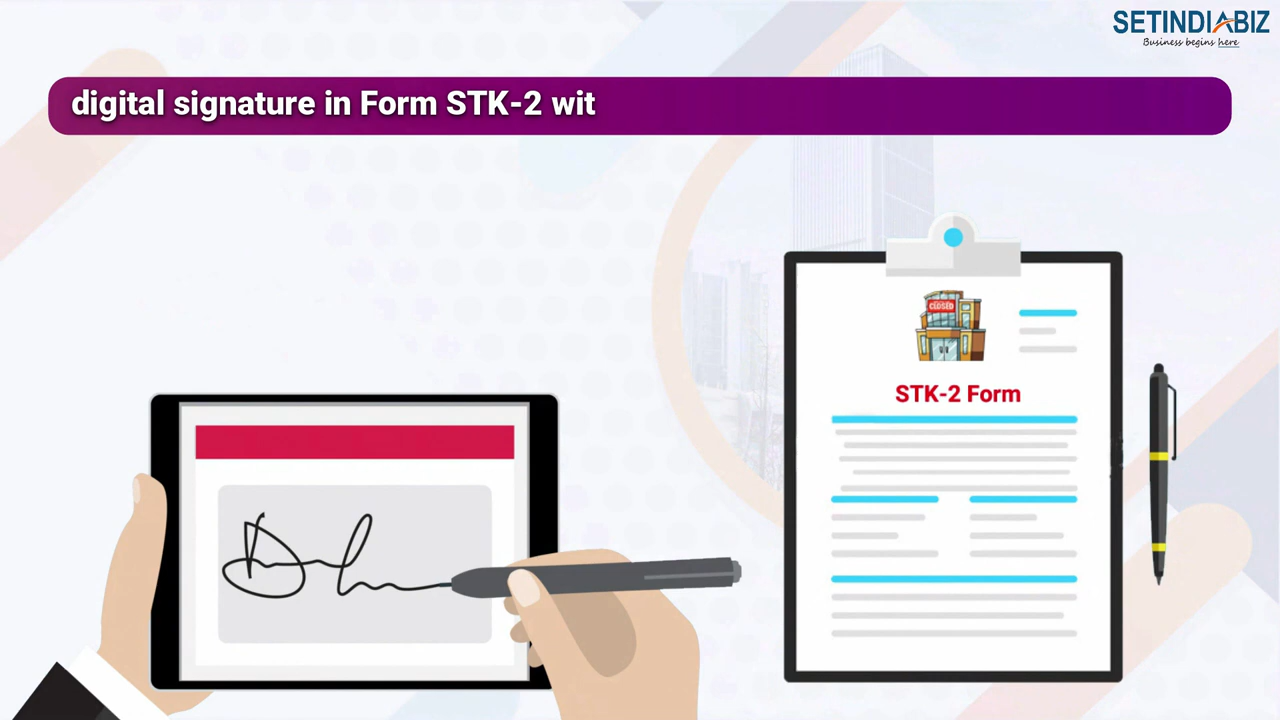 SETINDIABIZ
Business begins here
digital signature in Form STK-2 wit
CLOSED
STK-2 Form